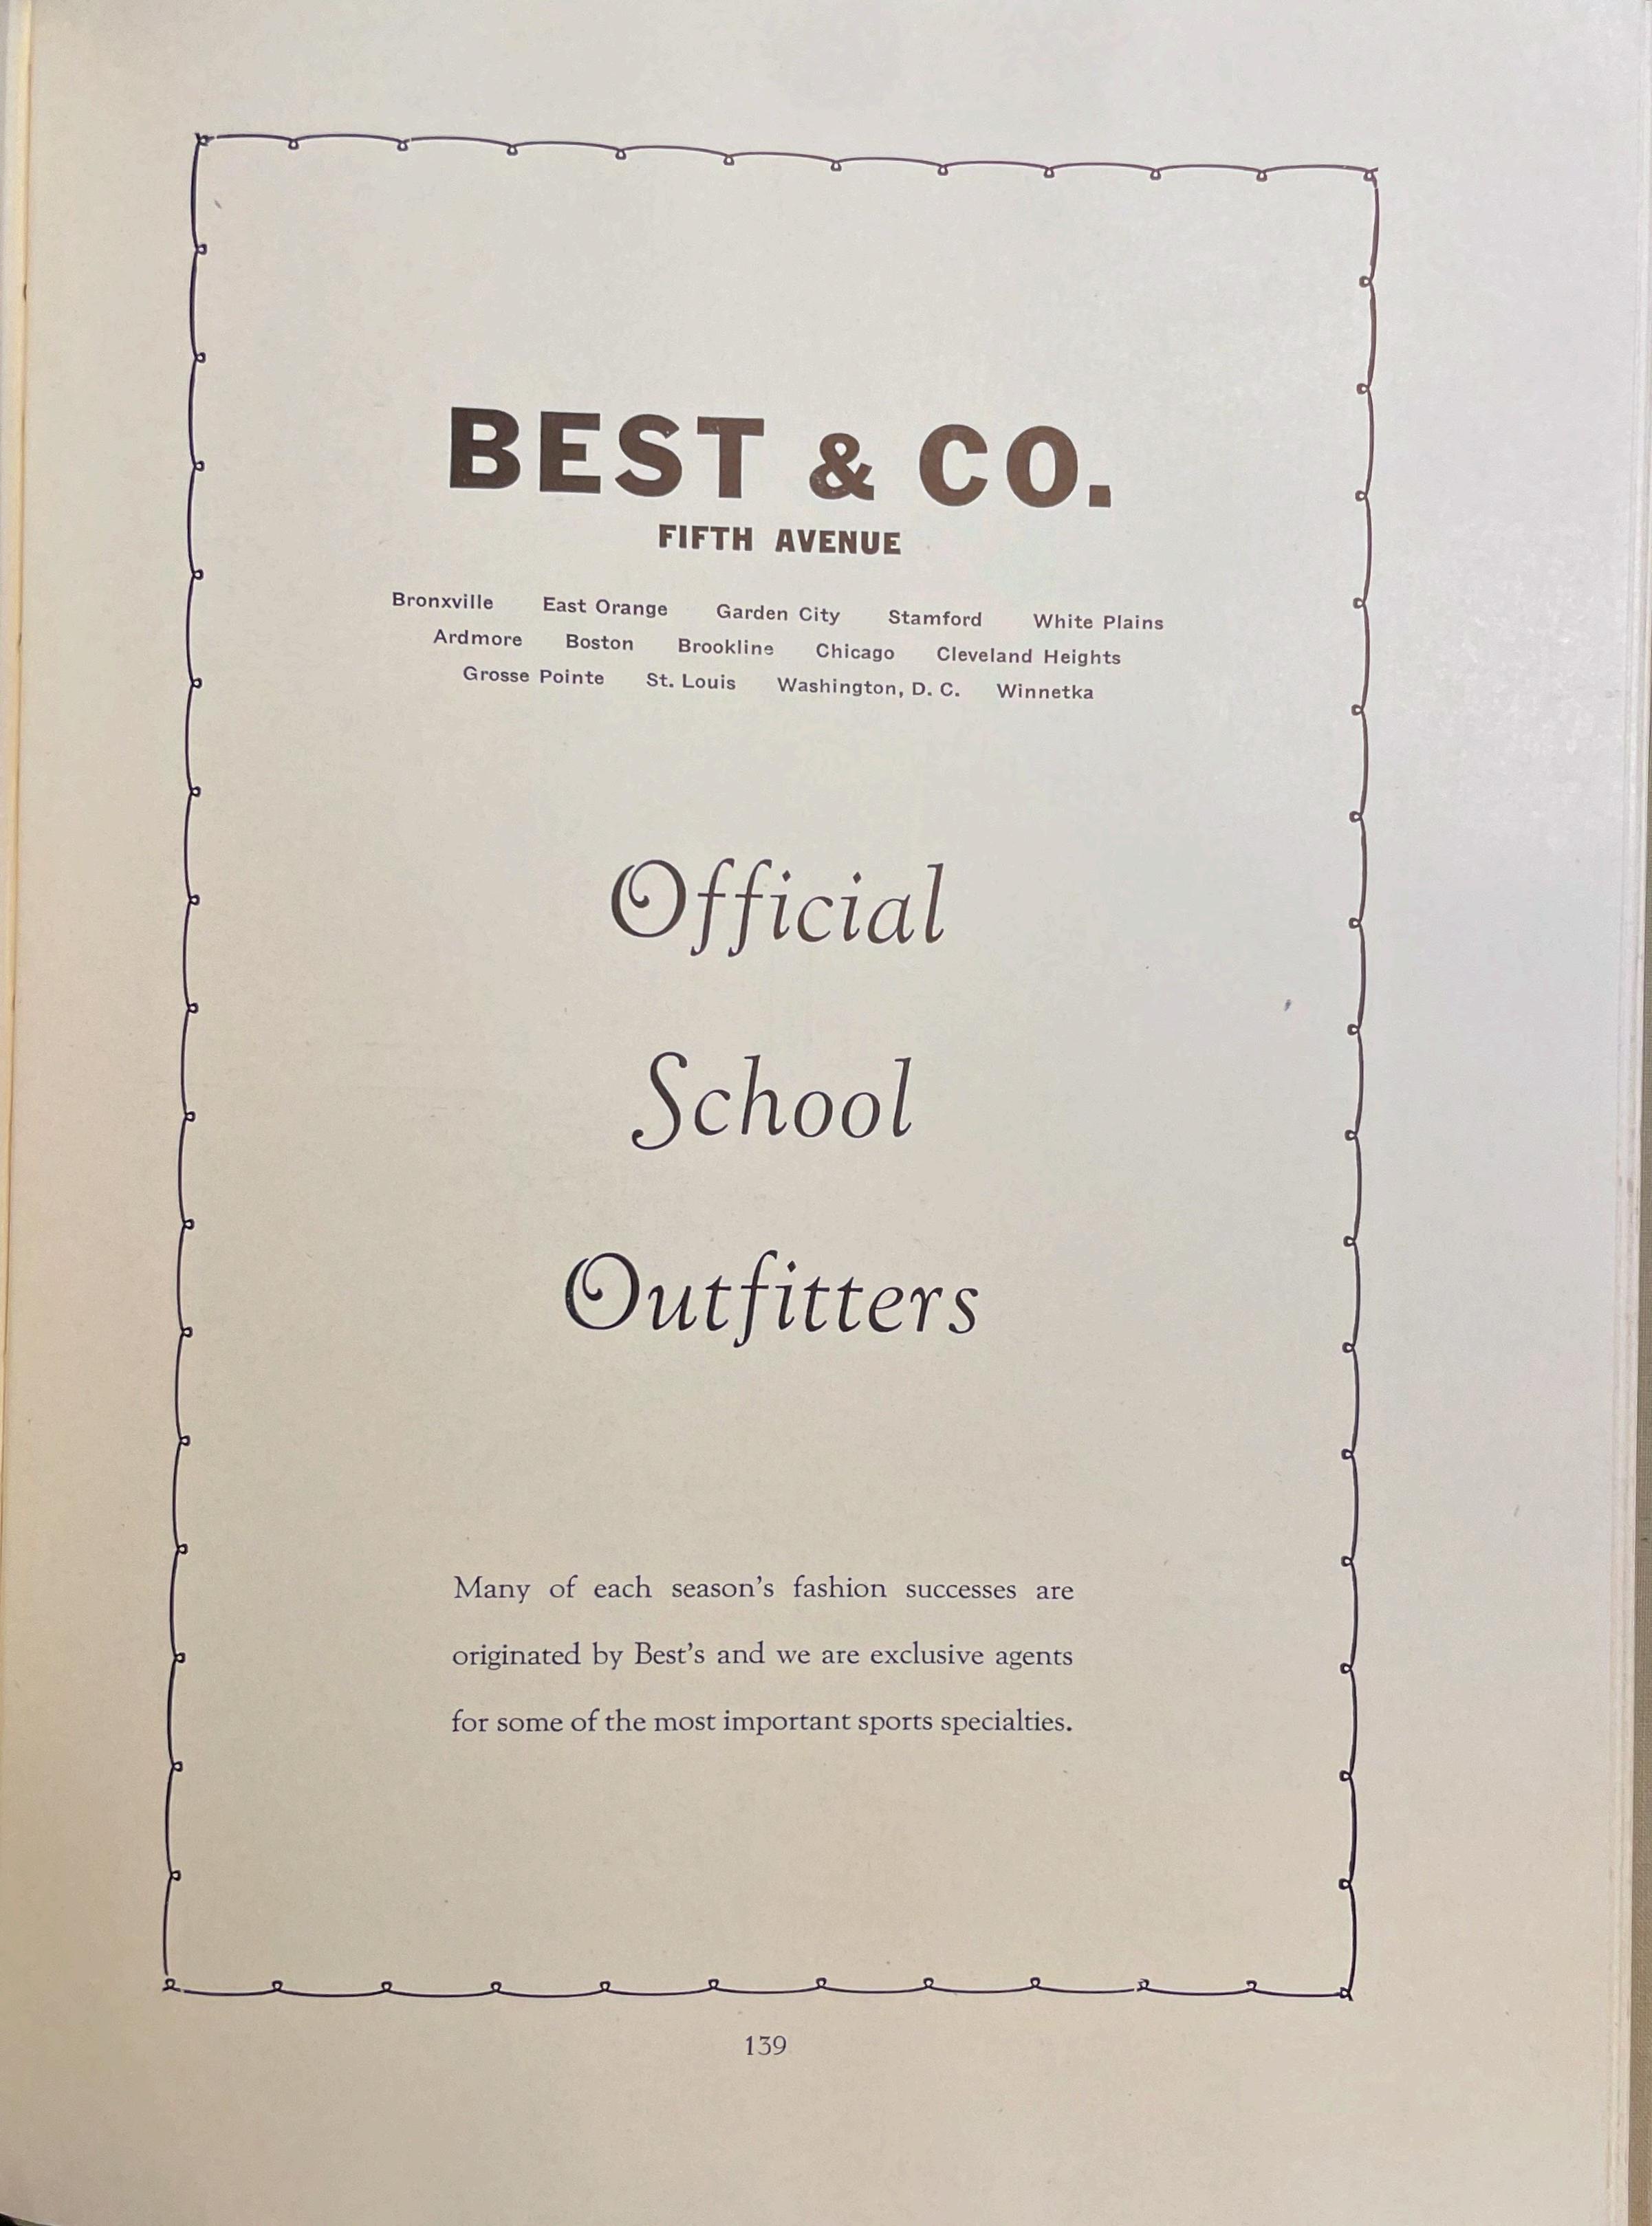 BEST & CO.
FIFTH AVENUE
Bronxville East Orange Garden City Stamford White Plains
Ardmore Boston Brookline Chicago Cleveland Heights
Grosse Pointe St. Louis Washington, D. C. Winnetka
Official
School
Outfitters
Many of each season's fashion successes are
originated by Best's and we are exclusive agents
for some of the most important sports specialties.
139